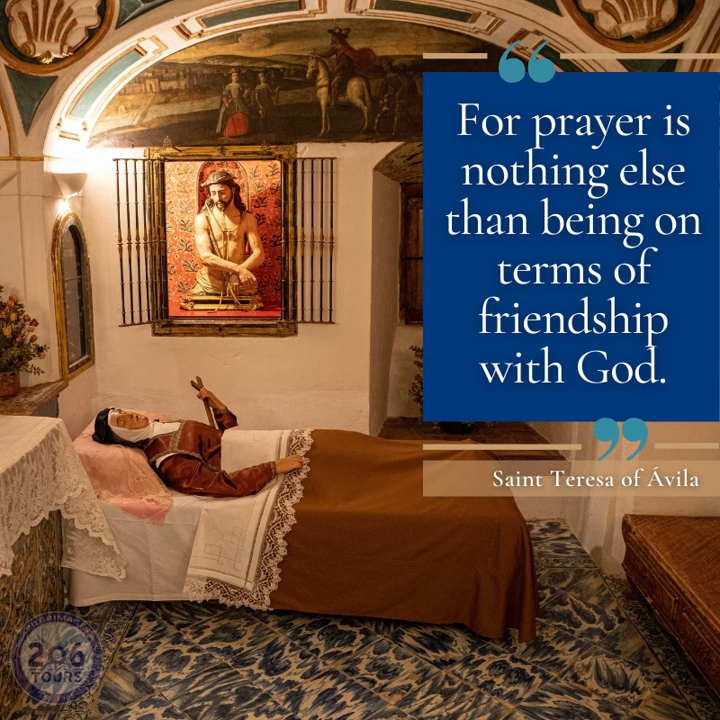 “
For prayer is
nothing else
than being on
terms of
friendship
with God.
”
Saint Teresa of Ávila
PILGRIMAGES
206
TOURS